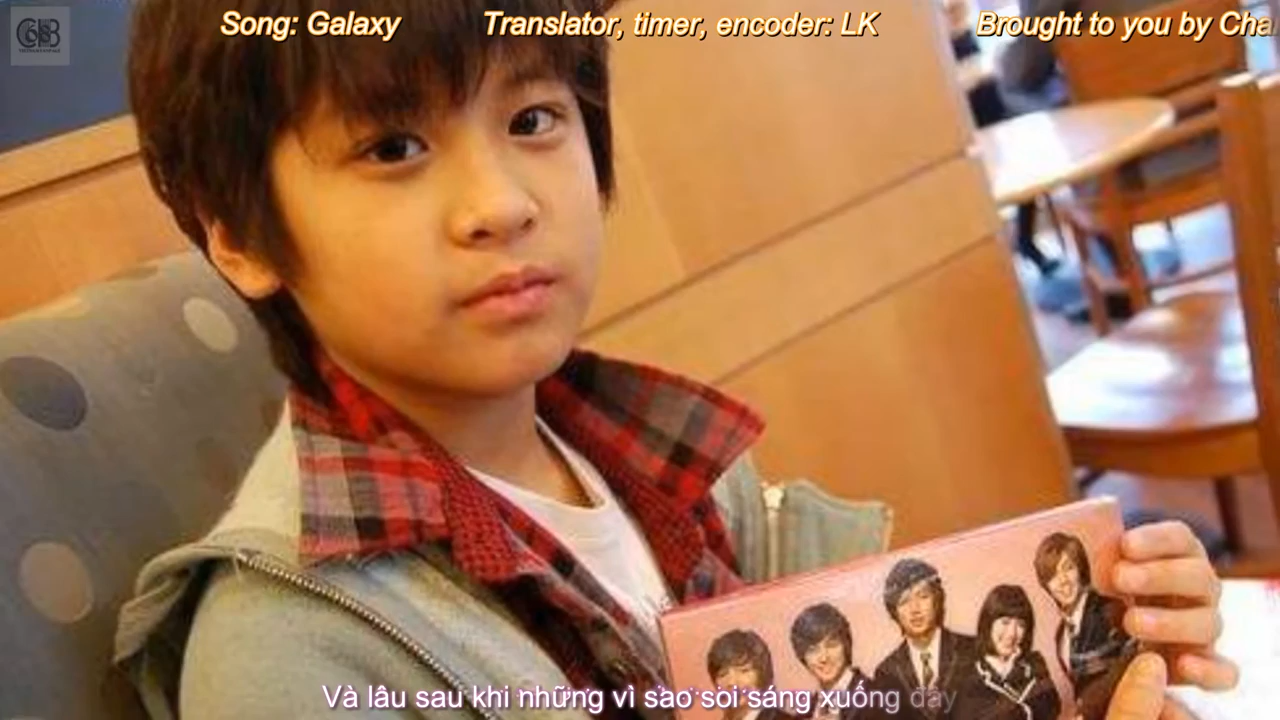 Song: Galaxy Translator, timer, encoder: LK Brought to you by Cha
Và lâu sau khi những vì sao soi sáng xuống đây